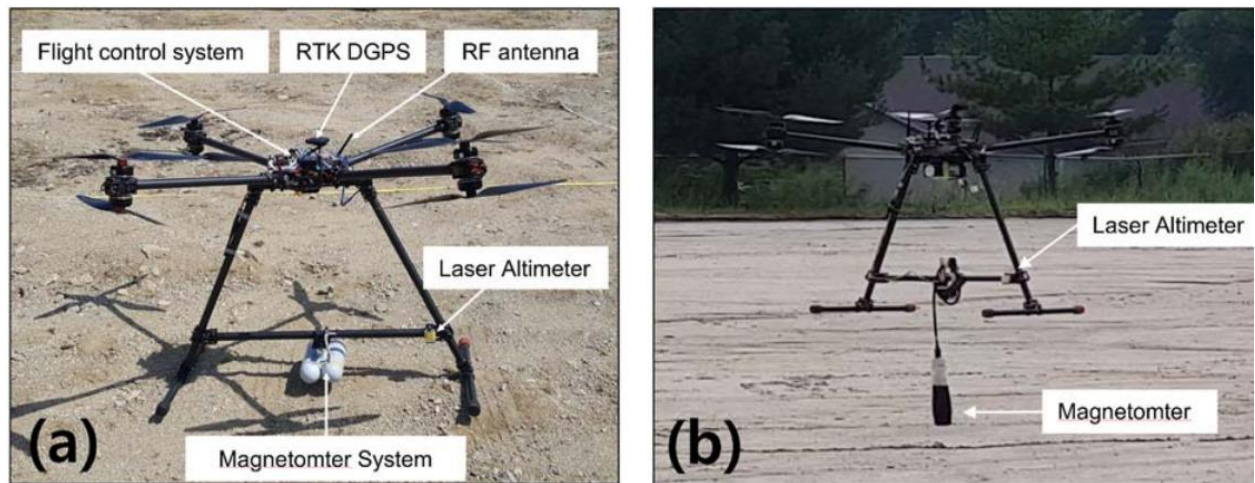 Flight control system
RTK DGPS
RF antenna
Laser Altimeter
Magnetomter System
(a)
Laser Altimeter
Magnetomter
(b)